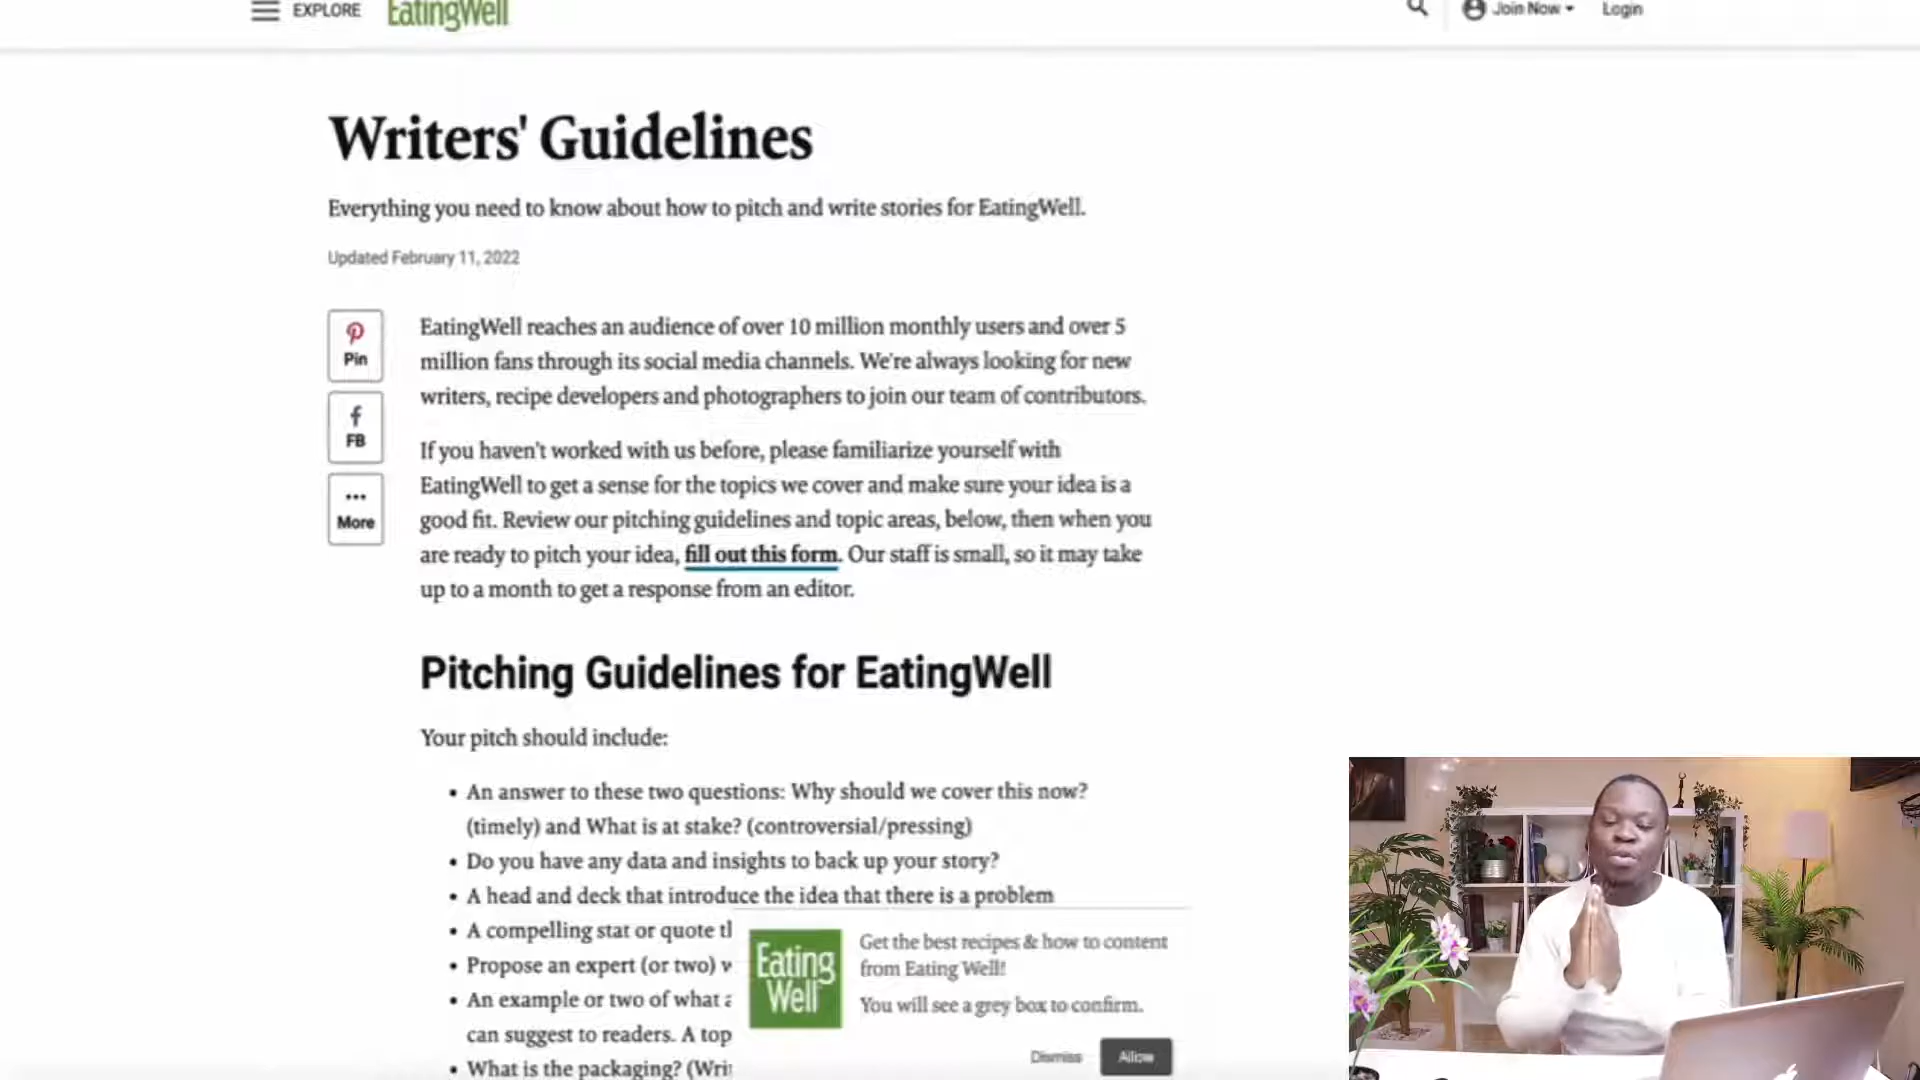 EXPLORE
EatingWell
Join Now
Login
Writers' Guidelines
Everything you need to know about how to pitch and write stories for EatingWell.
Updated February 11, 2022
Pin
FB
More
EatingWell reaches an audience of over 10 million monthly users and over 5
million fans through its social media channels. We're always looking for new
writers, recipe developers and photographers to join our team of contributors.
If you haven't worked with us before, please familiarize yourself with
EatingWell to get a sense for the topics we cover and make sure your idea is a
good fit. Review our pitching guidelines and topic areas, below, then when you
are ready to pitch your idea, fill out this form. Our staff is small, so it may take
up to a month to get a response from an editor.
Pitching Guidelines for EatingWell
Your pitch should include:
• An answer to these two questions: Why should we cover this now?
(timely) and What is at stake? (controversial/pressing)
• Do you have any data and insights to back up your story?
• A head and deck that introduce the idea that there is a problem
• A compelling stat or quote
• Propose an expert (or two)
• An example or two of what
can suggest to readers. A top
• What is the packaging?
Eating
Well
Get the best recipes & how to content
from Eating Well!
You will see a grey box to confirm.
Dismiss
Allow